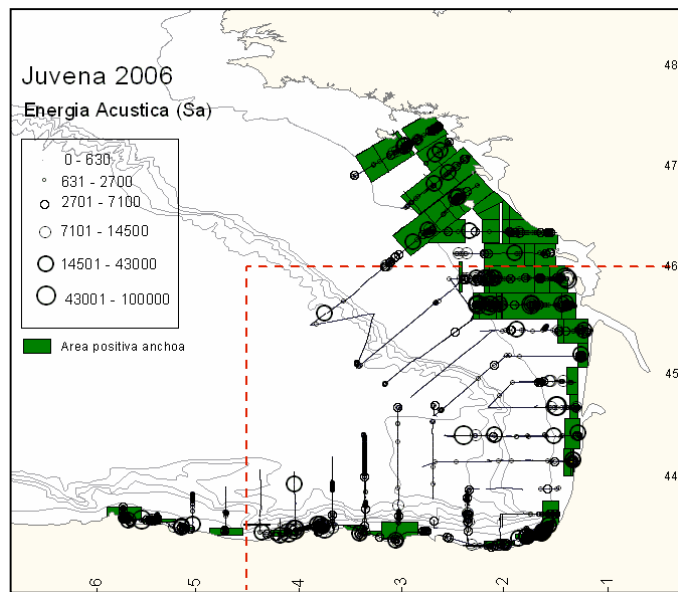 Juvena 2006
Energia Acustica (Sa)
0 - 630
631 - 2700
2701 - 7100
7101 - 14500
14501 - 43000
43001 - 100000
Area positiva anchoa
48
47
46
45
44
6
5
4
3
2
1